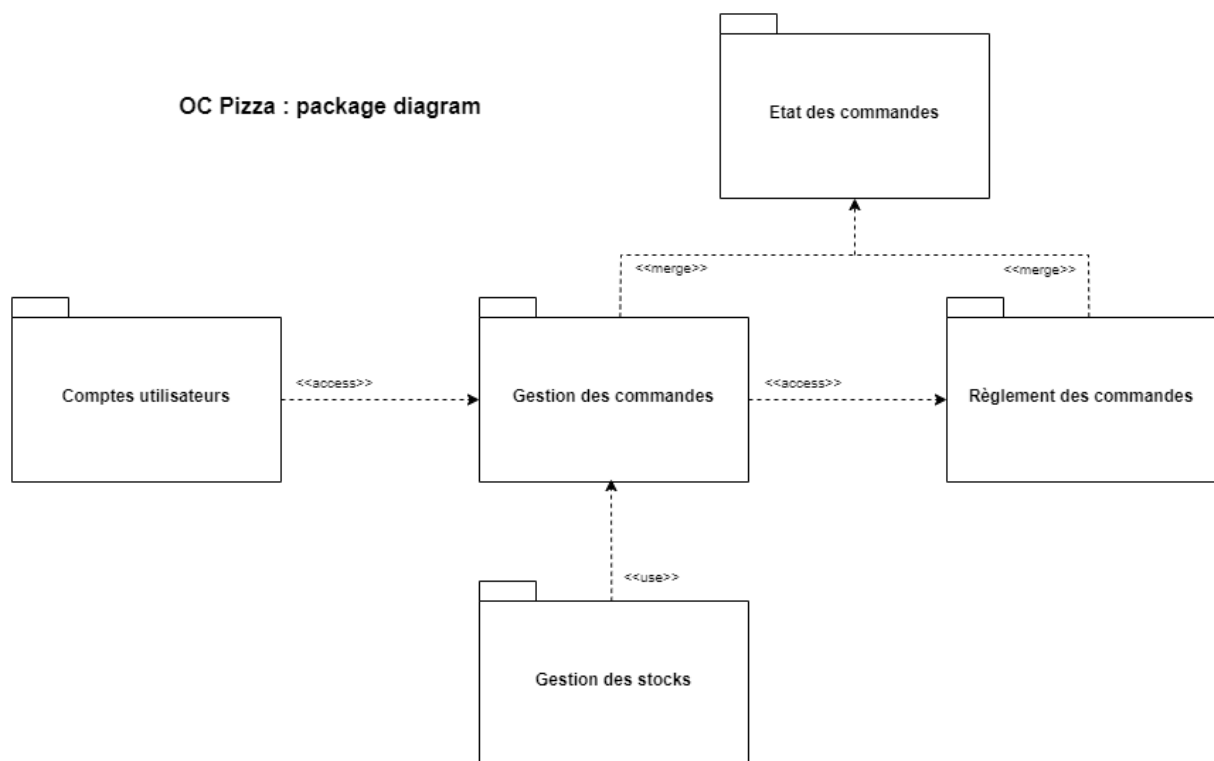 Etat des commandes
OC Pizza : package diagram
<<merge>>
<<merge>>
Comptes utilisateurs
<<access>>
Gestion des commandes
<<access>>
Règlement des commandes
<<use>>
Gestion des stocks